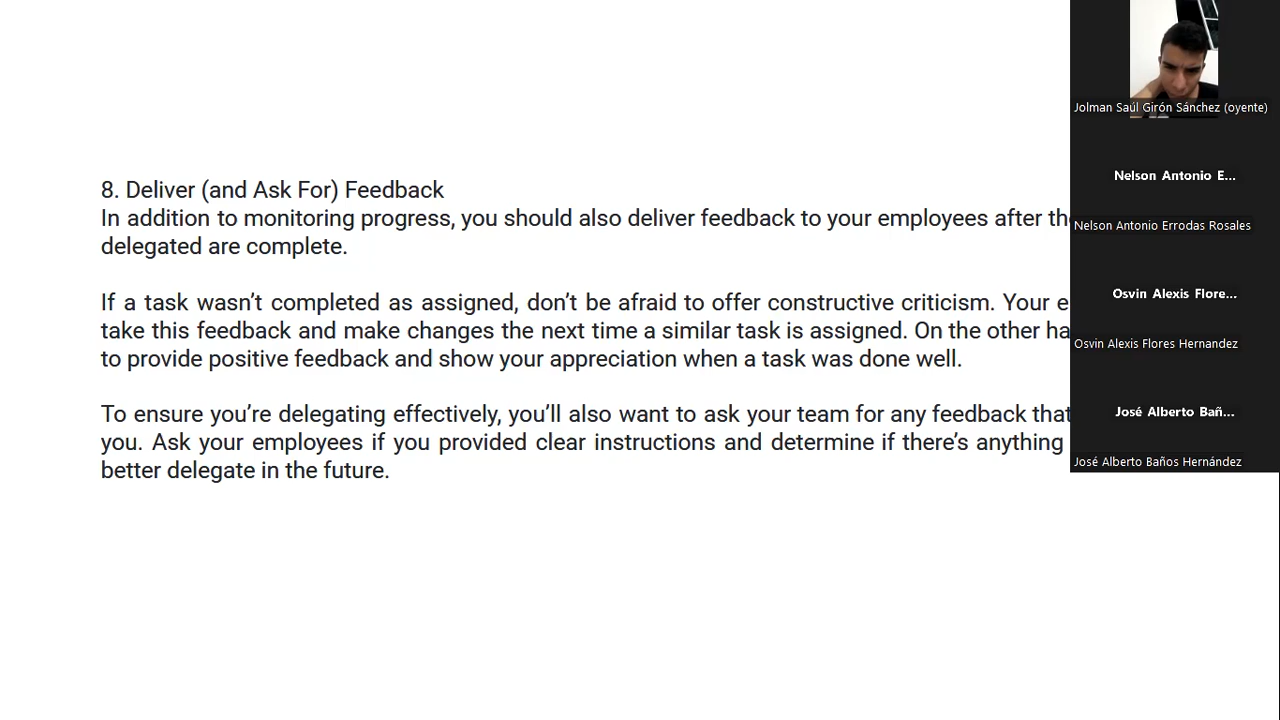 8. Deliver (and Ask For) Feedback
In addition to monitoring progress, you should also deliver feedback to your employees after
delegated are complete.
If a task wasn’t completed as assigned, don’t be afraid to offer constructive criticism. Your
take this feedback and make changes the next time a similar task is assigned. On the other
to provide positive feedback and show your appreciation when a task was done well.
To ensure you’re delegating effectively, you’ll also want to ask your team for any feedback that
you. Ask your employees if you provided clear instructions and determine if there’s anything
better delegate in the future.
Jolman Saúl Girón Sánchez (oyente)
Nelson Antonio E...
Nelson Antonio Errodas Rosales
Osvin Alexis Flore...
Osvin Alexis Flores Hernandez
José Alberto Bañ...
José Alberto Baños Hernández